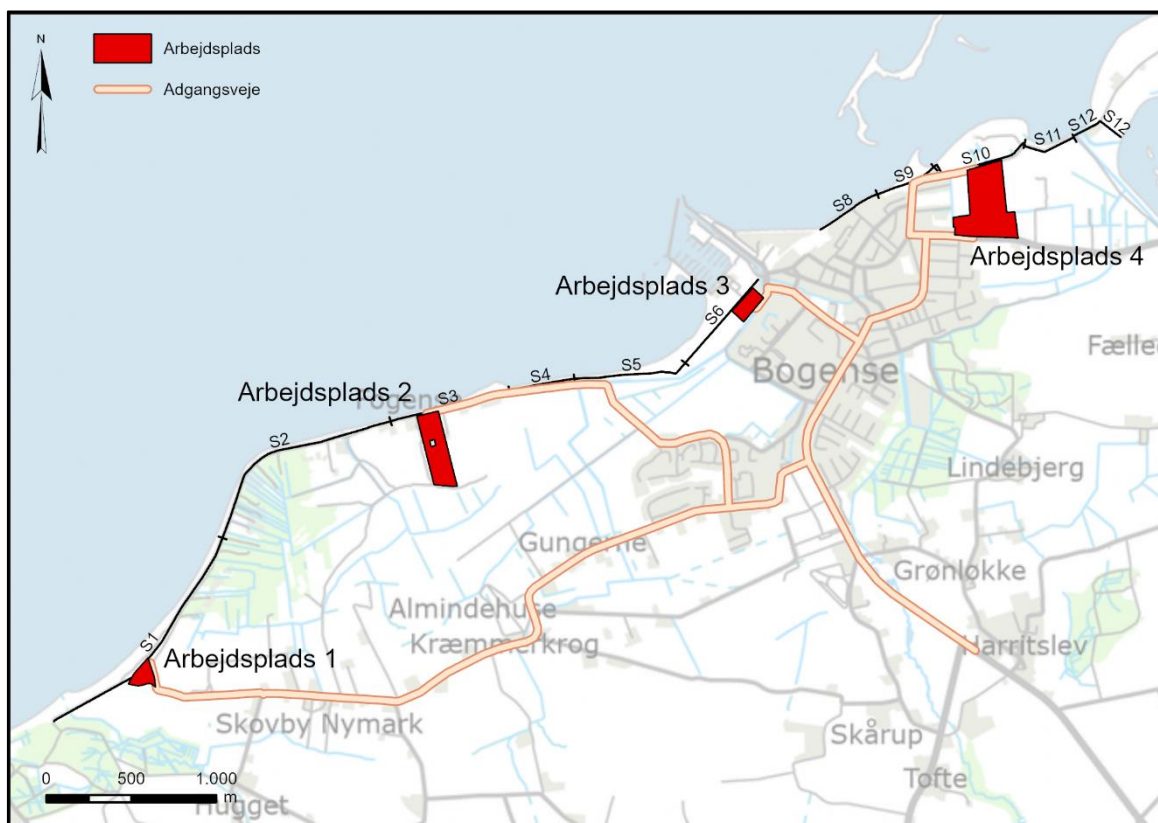 N
Arbejdsplads
Adgangsveje
S12
S12
S11
S10
S9
S8
Arbejdsplads 4
Arbejdsplads 3
S6
Bogense
S5
S4
Arbejdsplads 2
S3
S2
Lindebjerg
Gungerne
Grønløkke
Almindehuse
Kræmmerkrog
Harritslev
S1
Arbejdsplads 1
Skovby Nymark
Skårup
Tofte
0 500 1.000
m